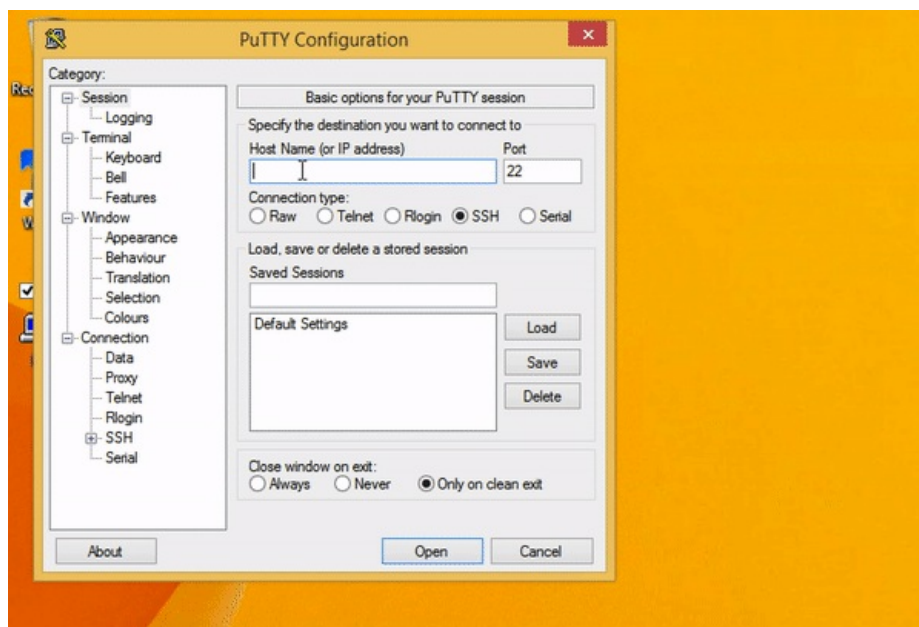 PuTTY Configuration
Category:
Session
Logging
Terminal
Keyboard
Bell
Features
Window
Appearance
Behaviour
Translation
Selection
Colours
Connection
Data
Proxy
Telnet
Rlogin
SSH
Serial
Basic options for your PuTTY session
Specify the destination you want to connect to
Host Name (or IP address) Port
22
Connection type:
Raw Telnet Rlogin SSH Serial
Load, save or delete a stored session
Saved Sessions
Default Settings
Load
Save
Delete
Close window on exit:
Always Never Only on clean exit
About Open Cancel